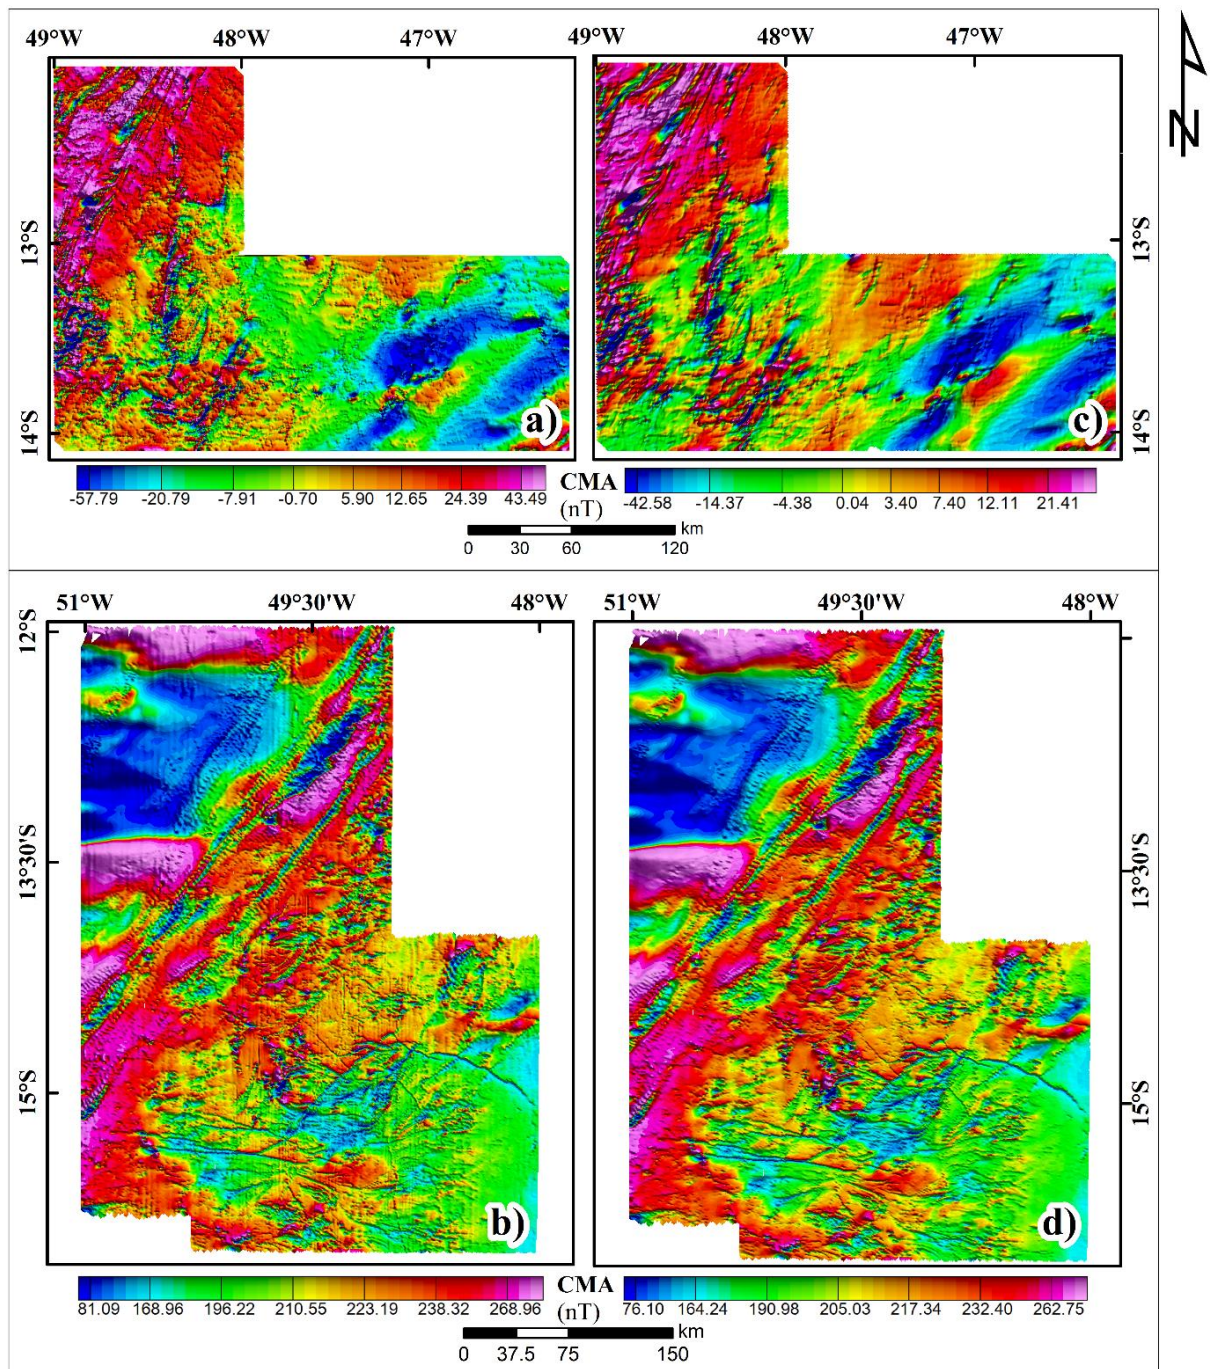 49°W 48°W 47°W 49°W 48°W 47°W
N
13°S 13°S
14°S 14°S
a) c)
CMA
(nT)
-57.79 -20.79 -7.91 -0.70 5.90 12.65 24.39 43.49
-42.58 -14.37 -4.38 0.04 3.40 7.40 12.11 21.41
km
0 30 60 120
51°W 49°30'W 48°W 51°W 49°30'W 48°W
12°S
13°30'S 13°30'S
15°S 15°S
b) d)
CMA
(nT)
81.09 168.96 196.22 210.55 223.19 238.32 268.96
76.10 164.24 190.98 205.03 217.34 232.40 262.75
km
0 37.5 75 150